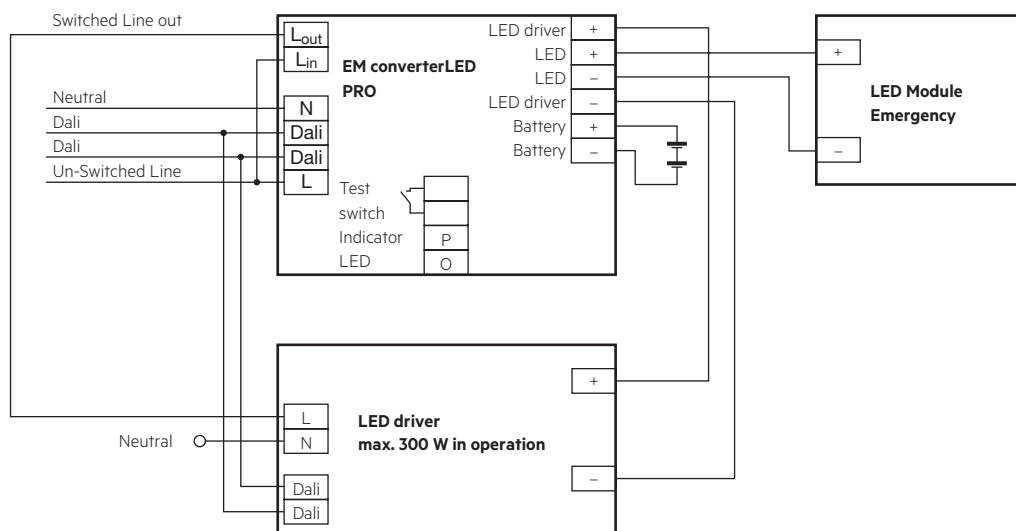 Switched Line out
Neutral
Dali
Dali
Un-Switched Line
Lout
Lin
N
Dali
Dali
L
EM converterLED
PRO
Test
switch
Indicator
LED
P
O
LED driver +
LED +
LED –
LED driver –
Battery +
Battery –
+
–
LED Module
Emergency
Neutral
L
N
Dali
Dali
LED driver
max. 300 W in operation
+
–